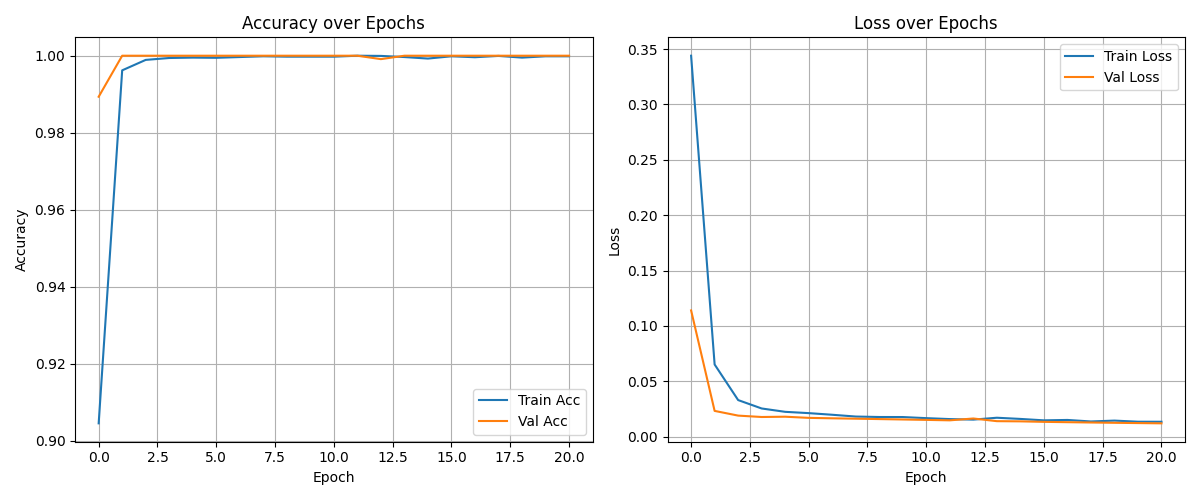 Accuracy over Epochs
1.00
0.98
0.96
0.94
0.92
0.90
Accuracy
0.0 2.5 5.0 7.5 10.0 12.5 15.0 17.5 20.0
Epoch
Train Acc
Val Acc
Loss over Epochs
0.35
0.30
0.25
0.20
0.15
0.10
0.05
0.00
Loss
0.0 2.5 5.0 7.5 10.0 12.5 15.0 17.5 20.0
Epoch
Train Loss
Val Loss